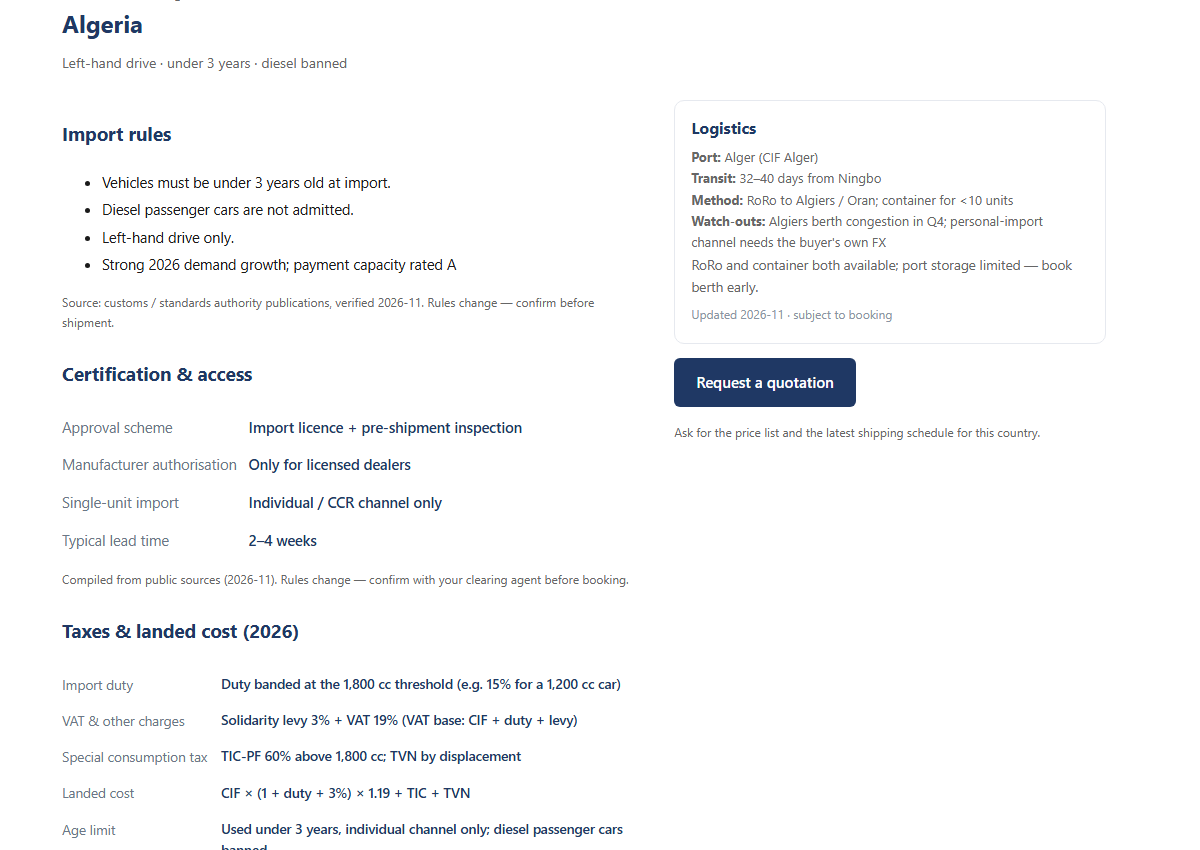 Algeria
Left-hand drive · under 3 years · diesel banned
Import rules
• Vehicles must be under 3 years old at import.
• Diesel passenger cars are not admitted.
• Left-hand drive only.
• Strong 2026 demand growth; payment capacity rated A
Source: customs / standards authority publications, verified 2026-11. Rules change — confirm before
shipment.
Certification & access
Approval scheme Import licence + pre-shipment inspection
Manufacturer authorisation Only for licensed dealers
Single-unit import Individual / CCR channel only
Typical lead time 2–4 weeks
Compiled from public sources (2026-11). Rules change — confirm with your clearing agent before booking.
Taxes & landed cost (2026)
Import duty Duty banded at the 1,800 cc threshold (e.g. 15% for a 1,200 cc car)
VAT & other charges Solidarity levy 3% + VAT 19% (VAT base: CIF + duty + levy)
Special consumption tax TIC-PF 60% above 1,800 cc; TVN by displacement
Landed cost CIF × (1 + duty + 3%) × 1.19 + TIC + TVN
Age limit Used under 3 years, individual channel only; diesel passenger cars
banned
Logistics
Port: Alger (CIF Alger)
Transit: 32–40 days from Ningbo
Method: RoRo to Algiers / Oran; container for <10 units
Watch-outs: Algiers berth congestion in Q4; personal-import
channel needs the buyer's own FX
RoRo and container both available; port storage limited — book
berth early.
Updated 2026-11 · subject to booking
Request a quotation
Ask for the price list and the latest shipping schedule for this country.